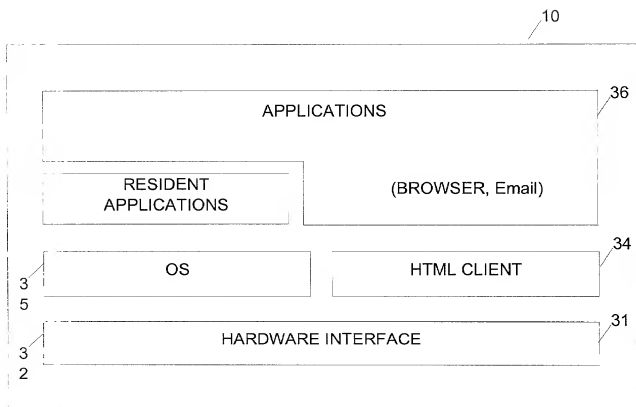 10
36
APPLICATIONS
RESIDENT
APPLICATIONS
(BROWSER, Email)
34
3
5
OS
HTML CLIENT
31
3
2
HARDWARE INTERFACE